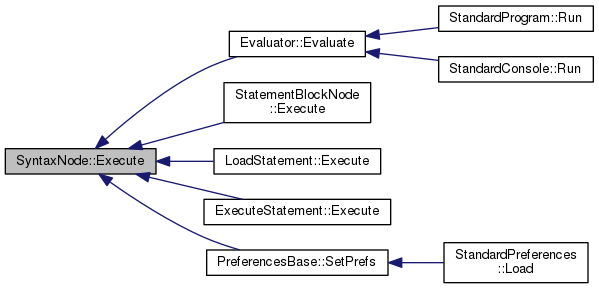 StandardProgram::Run
Evaluator::Evaluate
StandardConsole::Run
StatementBlockNode
::Execute
SyntaxNode::Execute
LoadStatement::Execute
ExecuteStatement::Execute
PreferencesBase::SetPrefs
StandardPreferences
::Load